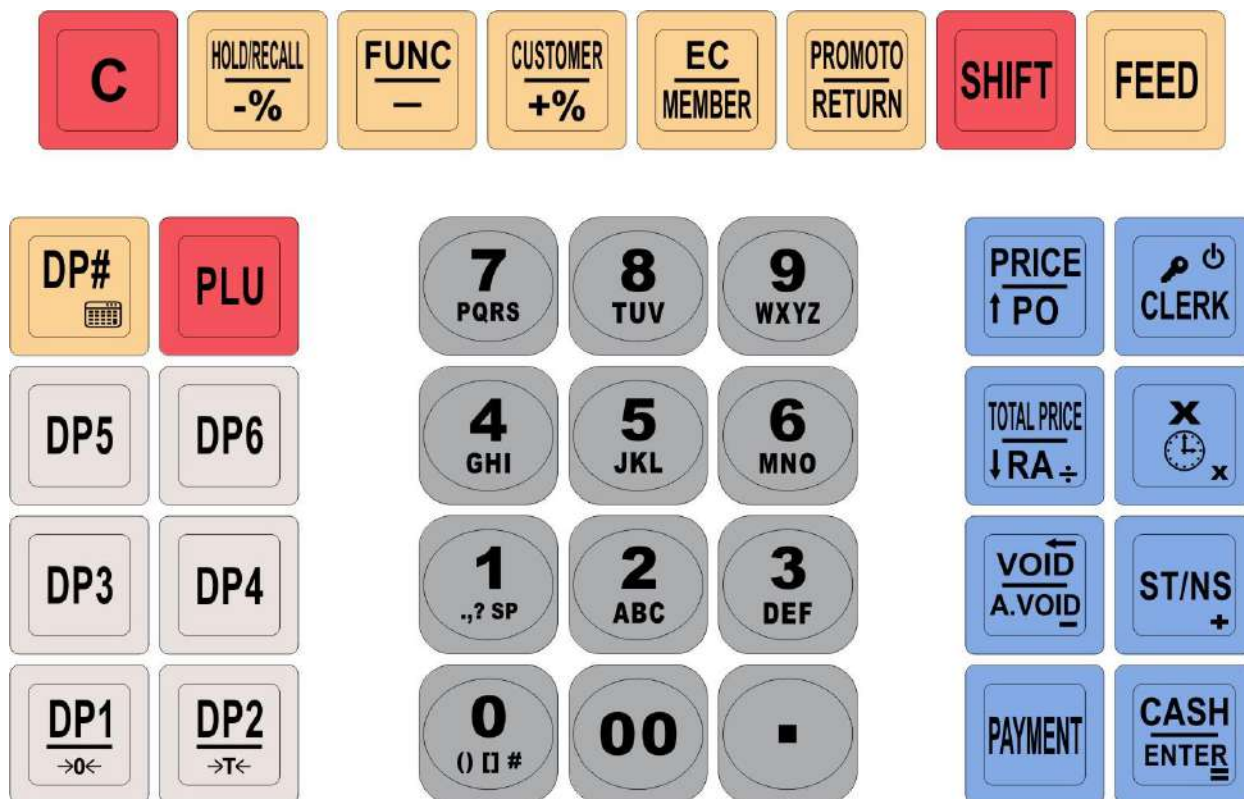 C
HOLD/RECALL
-%
FUNC
–
CUSTOMER
+%
EC
MEMBER
PROMOTO
RETURN
SHIFT
FEED
DP#
PLU
7
PQRS
8
TUV
9
WXYZ
PRICE
↑ PO
CLERK
DP5
DP6
4
GHI
5
JKL
6
MNO
TOTAL PRICE
↓RA ÷
X
x
DP3
DP4
1
.,? SP
2
ABC
3
DEF
VOID ←
A.VOID –
ST/NS
+
DP1
→0←
DP2
→T←
0
() [] #
00
.
PAYMENT
CASH
ENTER =